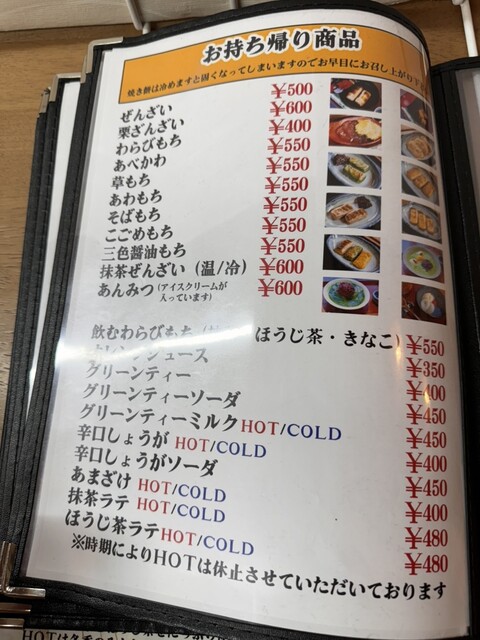 お持ち帰り商品
焼き餅は冷めますと固くなってしまいますのでお早目にお召し上がり下
ぜんざい ¥500
栗ぜんざい ¥600
わらびもち ¥400
あべかわ ¥550
草もち ¥550
あわもち ¥550
そばもち ¥550
こごめもち ¥550
三色醤油もち ¥550
抹茶ぜんざい(温/冷) ¥600
あんみつ(アイスクリームが入っています) ¥600
飲むわらびもち ほうじ茶・きなこ) ¥550
オレンジジュース ¥350
グリーンティー ¥400
グリーンティーソーダ ¥450
グリーンティーミルクHOT/COLD ¥450
辛口しょうが HOT/COLD ¥400
辛口しょうがソーダ ¥450
あまざけ HOT/COLD ¥400
抹茶ラテ HOT/COLD ¥480
ほうじ茶ラテHOT/COLD ¥480
※時期によりHOTは休止させていただいております